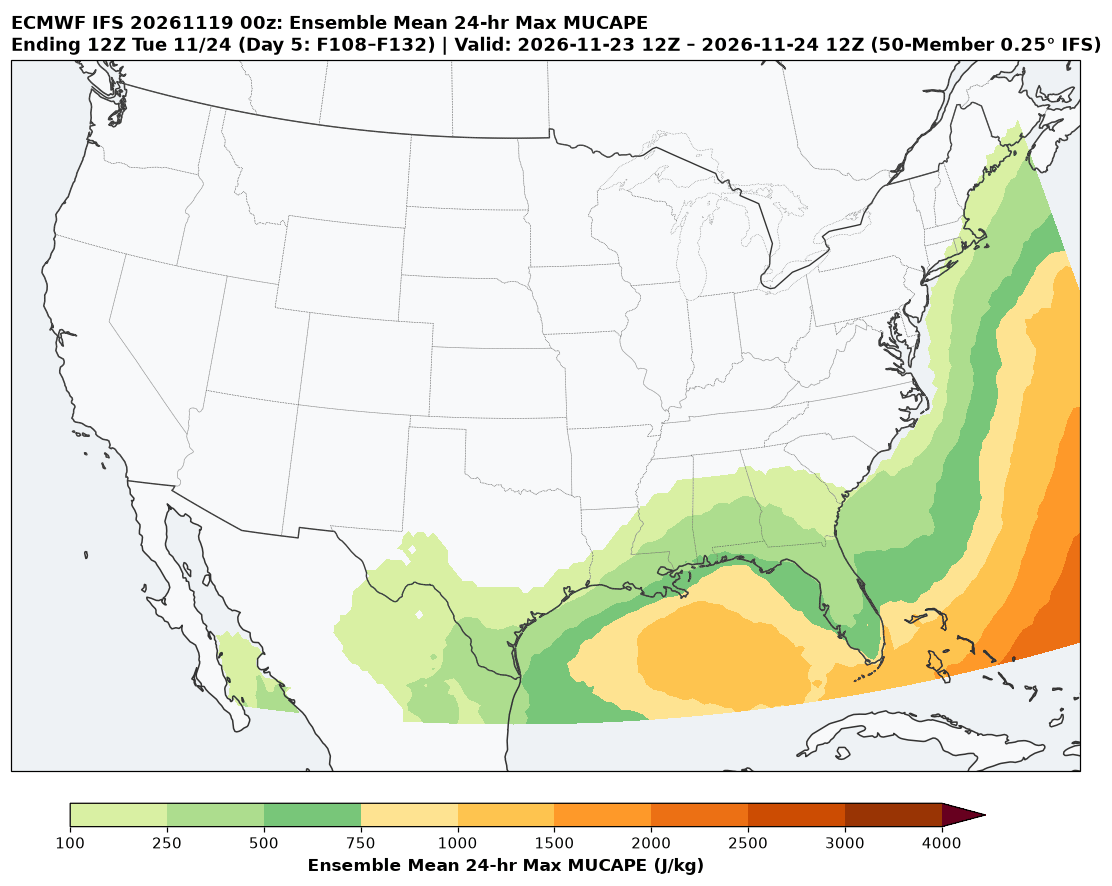 ECMWF IFS 20261119 00z: Ensemble Mean 24-hr Max MUCAPE
Ending 12Z Tue 11/24 (Day 5: F108–F132) | Valid: 2026-11-23 12Z – 2026-11-24 12Z (50-Member 0.25° IFS)
100 250 500 750 1000 1500 2000 2500 3000 4000
Ensemble Mean 24-hr Max MUCAPE (J/kg)